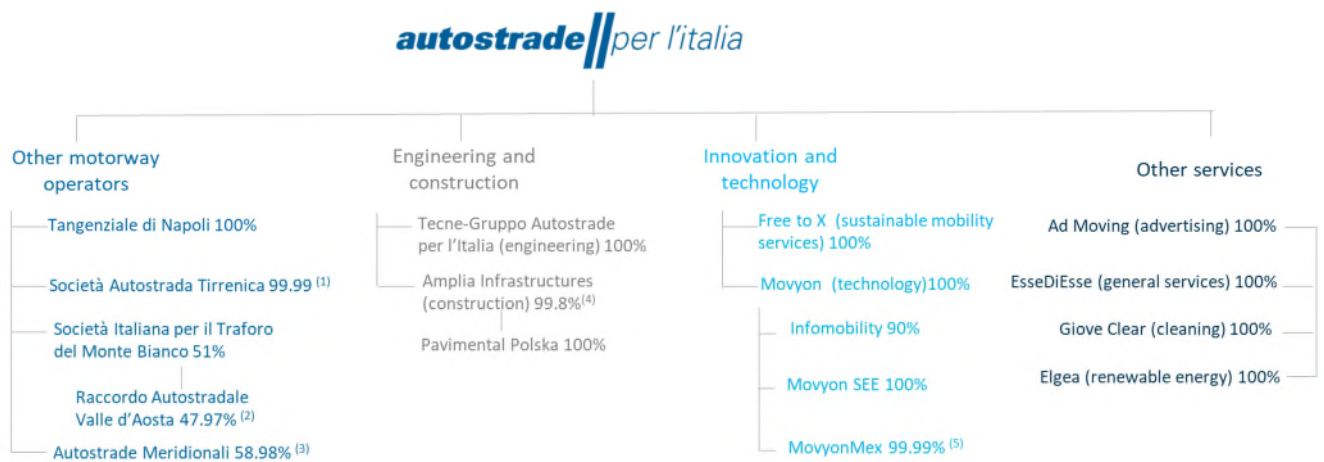 autostrade//per l'italia
Other motorway
operators
Tangenziale di Napoli 100%
Società Autostrada Tirrenica 99.99 (1)
Società Italiana per il Traforo
del Monte Bianco 51%
Raccordo Autostradale
Valle d'Aosta 47.97% (2)
Autostrade Meridionali 58.98% (3)
Engineering and
construction
Tecne-Gruppo Autostrade
per l'Italia (engineering) 100%
Amplia Infrastructures
(construction) 99.8%(4)
Pavimental Polska 100%
Innovation and
technology
Free to X (sustainable mobility
services) 100%
Movyon (technology)100%
Infomobility 90%
Movyon SEE 100%
MovyonMex 99.99% (5)
Other services
Ad Moving (advertising) 100%
EsseDiEsse (general services) 100%
Giove Clear (cleaning) 100%
Elgea (renewable energy) 100%